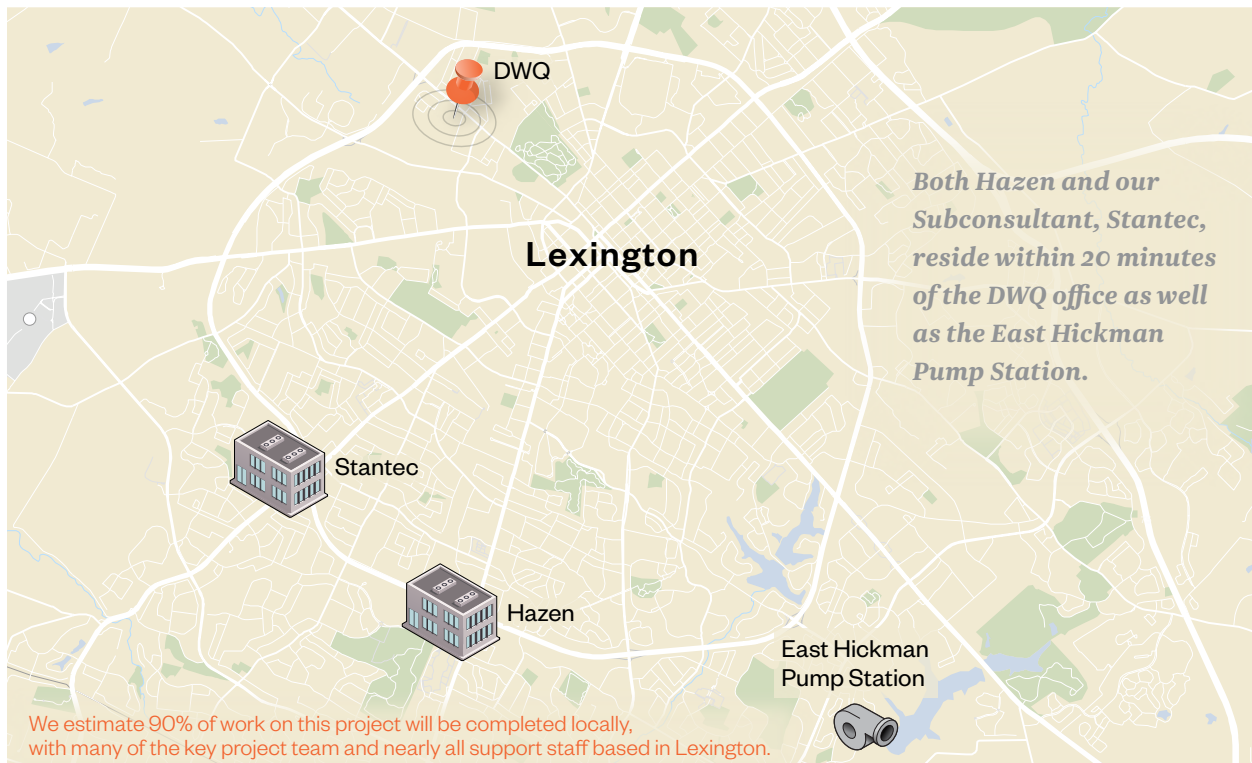 DWQ
Both Hazen and our
Subconsultant, Stantec,
reside within 20 minutes
of the DWQ office as well
as the East Hickman
Pump Station.
Lexington
Stantec
Hazen
East Hickman
Pump Station
We estimate 90% of work on this project will be completed locally,
with many of the key project team and nearly all support staff based in Lexington.